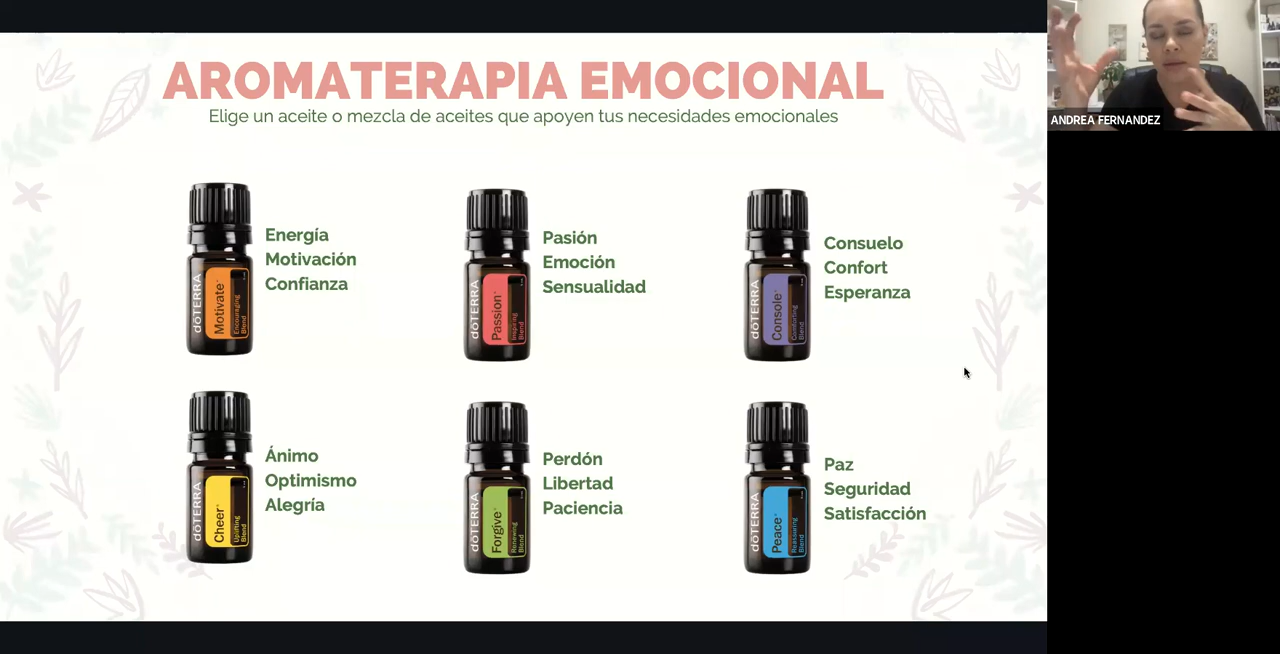 AROMATERAPIA EMOCIONAL
Elige un aceite o mezcla de aceites que apoyen tus necesidades emocionales
ANDREA FERNANDEZ
dōTERRA
Motivate
Encouraging
Blend
Energía
Motivación
Confianza
dōTERRA
Passion
Inspiring
Blend
Pasión
Emoción
Sensualidad
dōTERRA
Console
Comforting
Blend
Consuelo
Confort
Esperanza
dōTERRA
Cheer
Uplifting
Blend
Ánimo
Optimismo
Alegría
dōTERRA
Forgive
Renewing
Blend
Perdón
Libertad
Paciencia
dōTERRA
Peace
Reassuring
Blend
Paz
Seguridad
Satisfacción